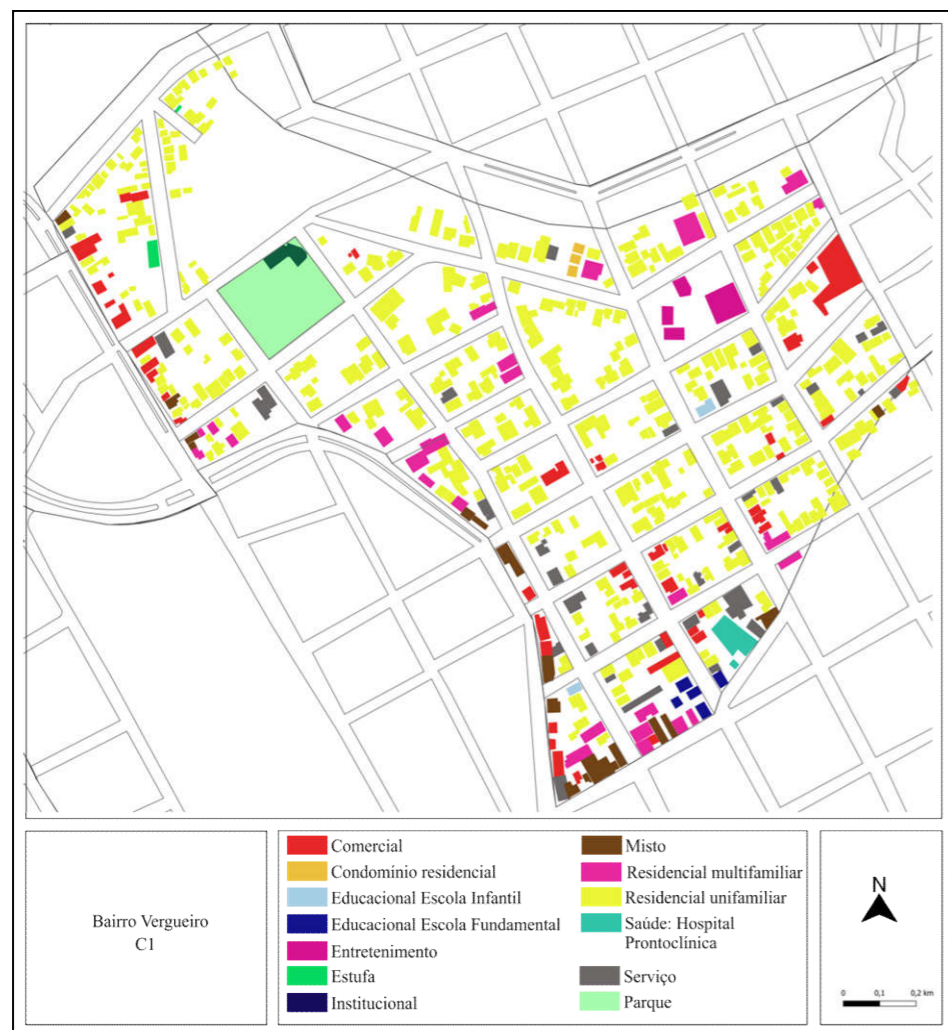 Bairro Vergueiro
C1
Comercial
Condomínio residencial
Educacional Escola Infantil
Educacional Escola Fundamental
Entretenimento
Estufa
Institucional
Misto
Residencial multifamiliar
Residencial unifamiliar
Saúde: Hospital
Prontoclínica
Serviço
Parque
N
0 0,1 0,2 km